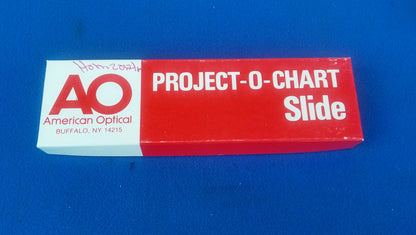 AO
American Optical
BUFFALO, NY 14215
PROJECT-O-CHART
Slide